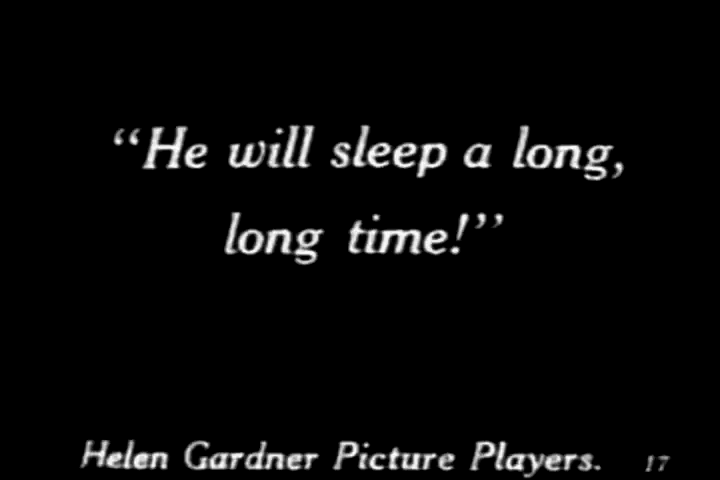 “He will sleep a long,
long time!”
Helen Gardner Picture Players. 17